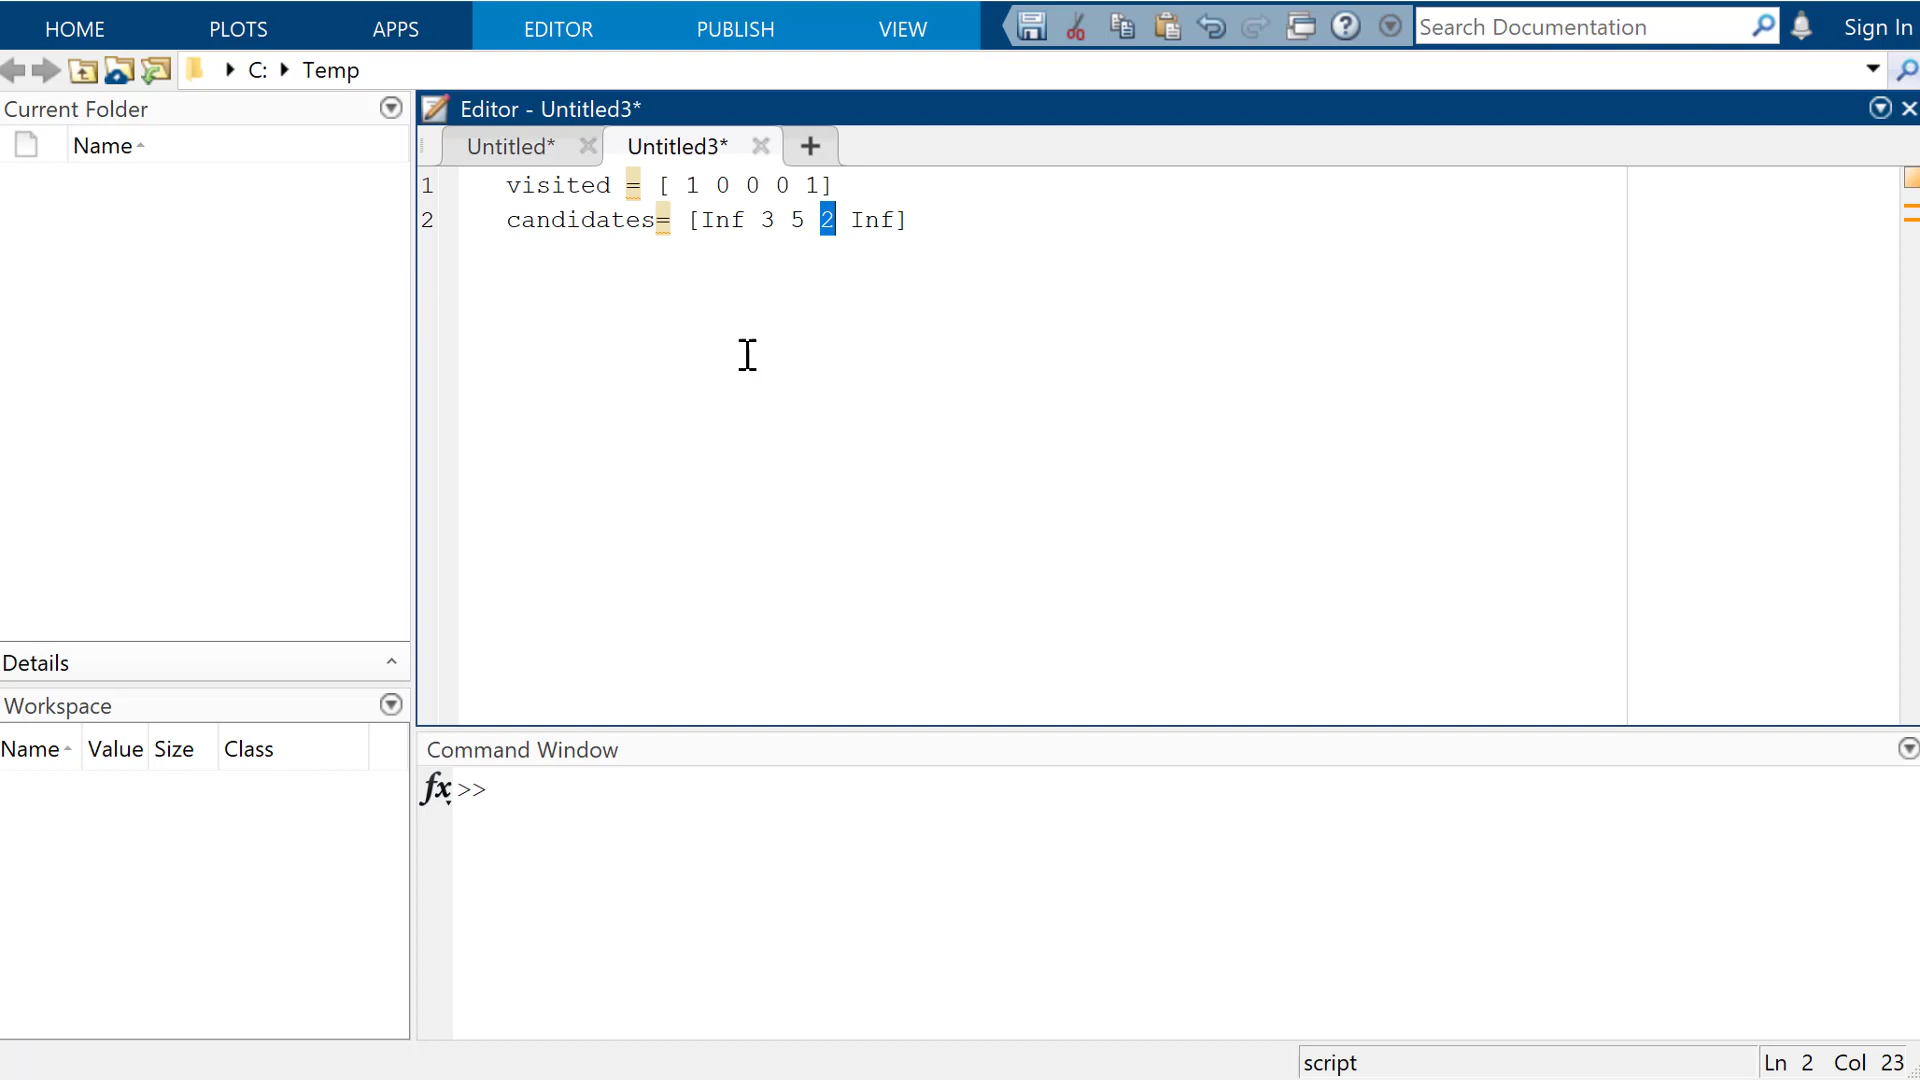 HOME PLOTS APPS EDITOR PUBLISH VIEW Search Documentation Sign In
C: Temp
Current Folder
Name
Editor - Untitled3*
Untitled* Untitled3*
1 visited = [ 1 0 0 0 1]
2 candidates= [Inf 3 5 2 Inf]
Details
Workspace
Name Value Size Class
Command Window
fx >>
script Ln 2 Col 23